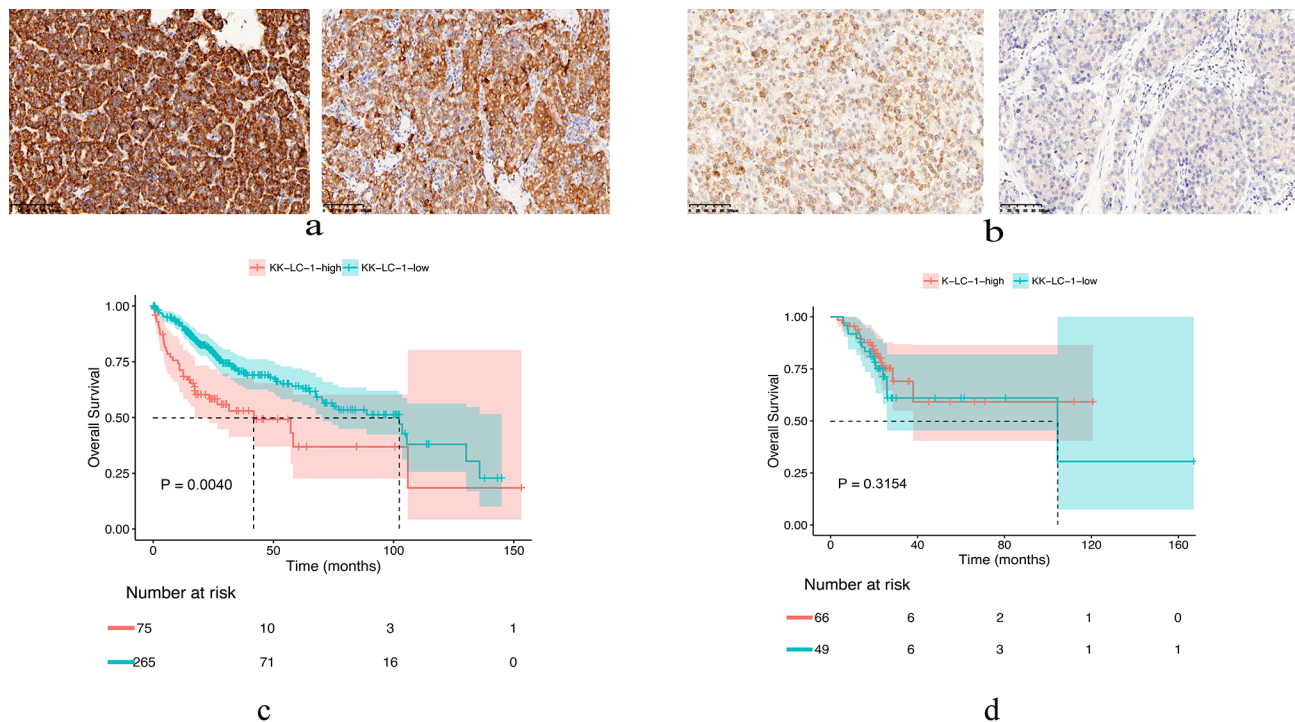 a
b
KK-LC-1-high KK-LC-1-low
1.00
0.75
0.50
0.25
0.00
Overall Survival
P = 0.0040
0 50 100 150
Time (months)
Number at risk
75 10 3 1
265 71 16 0
c
K-LC-1-high KK-LC-1-low
1.00
0.75
0.50
0.25
0.00
Overall Survival
P = 0.3154
0 40 80 120 160
Time (months)
Number at risk
66 6 2 1 0
49 6 3 1 1
d